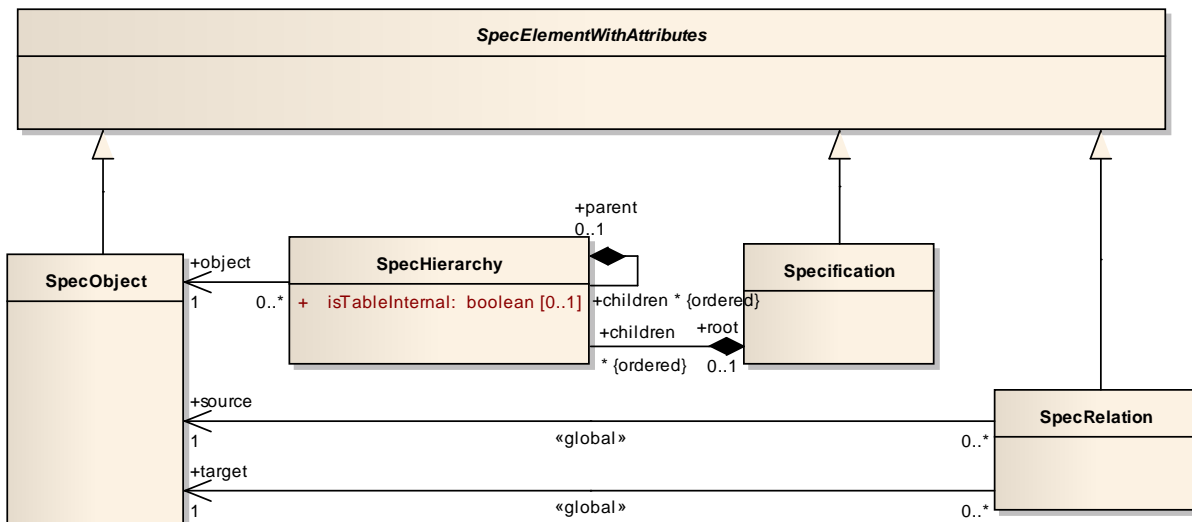 SpecElementWithAttributes
+parent
0..1
SpecObject
+object
1
0..*
SpecHierarchy
+ isTableInternal: boolean [0..1]
+children * {ordered}
+children
* {ordered}
+root
0..1
Specification
+source
1
«global»
0..*
SpecRelation
+target
1
«global»
0..*